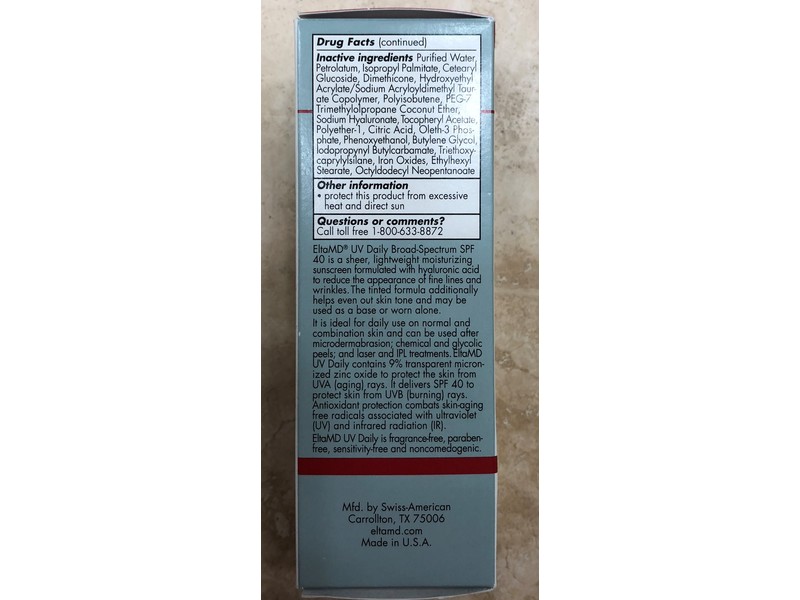 Drug Facts (continued)
Inactive ingredients Purified Water,
Petrolatum, Isopropyl Palmitate, Cetearyl
Glucoside, Dimethicone, Hydroxyethyl
Acrylate/Sodium Acryloyldimethyl Taur-
ate Copolymer, Polyisobutene, PEG-7
Trimethylolpropane Coconut Ether,
Sodium Hyaluronate, Tocopheryl Acetate,
Polyether-1, Citric Acid, Oleth-3 Phos-
phate, Phenoxyethanol, Butylene Glycol,
Iodopropynyl Butylcarbamate, Triethoxy-
caprylylsilane, Iron Oxides, Ethylhexyl
Stearate, Octyldodecyl Neopentanoate
Other information
• protect this product from excessive
heat and direct sun
Questions or comments?
Call toll free 1-800-633-8872
EltaMD® UV Daily Broad-Spectrum SPF
40 is a sheer, lightweight moisturizing
sunscreen formulated with hyaluronic acid
to reduce the appearance of fine lines and
wrinkles. The tinted formula additionally
helps even out skin tone and may be
used as a base or worn alone.
It is ideal for daily use on normal and
combination skin and can be used after
microdermabrasion; chemical and glycolic
peels; and laser and IPL treatments. EltaMD
UV Daily contains 9% transparent micron-
ized zinc oxide to protect the skin from
UVA (aging) rays. It delivers SPF 40 to
protect skin from UVB (burning) rays.
Antioxidant protection combats skin-aging
free radicals associated with ultraviolet
(UV) and infrared radiation (IR).
EltaMD UV Daily is fragrance-free, paraben-
free, sensitivity-free and noncomedogenic.
Mfd. by Swiss-American
Carrollton, TX 75006
eltamd.com
Made in U.S.A.